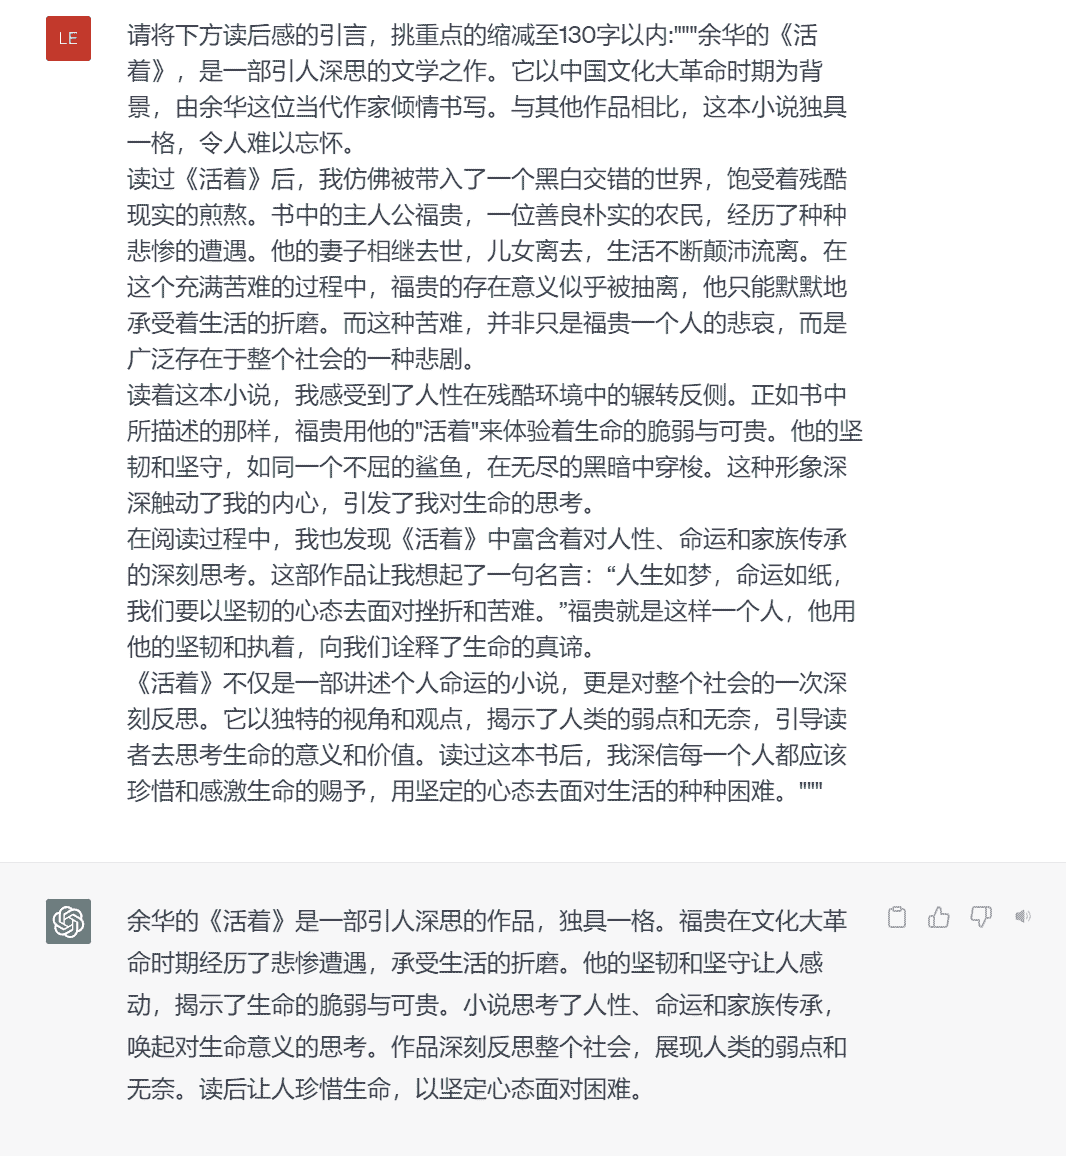 LE
请将下方读后感的引言，挑重点的缩减至130字以内:"""余华的《活
着》，是一部引人深思的文学之作。它以中国文化大革命时期为背
景，由余华这位当代作家倾情书写。与其他作品相比，这本小说独具
一格，令人难以忘怀。
读过《活着》后，我仿佛被带入了一个黑白交错的世界，饱受着残酷
现实的煎熬。书中的主人公福贵，一位善良朴实的农民，经历了种种
悲惨的遭遇。他的妻子相继去世，儿女离去，生活不断颠沛流离。在
这个充满苦难的过程中，福贵的存在意义似乎被抽离，他只能默默地
承受着生活的折磨。而这种苦难，并非只是福贵一个人的悲哀，而是
广泛存在于整个社会的一种悲剧。
读着这本小说，我感受到了人性在残酷环境中的辗转反侧。正如书中
所描述的那样，福贵用他的"活着"来体验着生命的脆弱与可贵。他的坚
韧和坚守，如同一个不屈的鲨鱼，在无尽的黑暗中穿梭。这种形象深
深触动了我的内心，引发了我对生命的思考。
在阅读过程中，我也发现《活着》中富含着对人性、命运和家族传承
的深刻思考。这部作品让我想起了一句名言：“人生如梦，命运如纸，
我们要以坚韧的心态去面对挫折和苦难。”福贵就是这样一个人，他用
他的坚韧和执着，向我们诠释了生命的真谛。
《活着》不仅是一部讲述个人命运的小说，更是对整个社会的一次深
刻反思。它以独特的视角和观点，揭示了人类的弱点和无奈，引导读
者去思考生命的意义和价值。读过这本书后，我深信每一个人都应该
珍惜和感激生命的赐予，用坚定的心态去面对生活的种种困难。"""
余华的《活着》是一部引人深思的作品，独具一格。福贵在文化大革
命时期经历了悲惨遭遇，承受生活的折磨。他的坚韧和坚守让人感
动，揭示了生命的脆弱与可贵。小说思考了人性、命运和家族传承，
唤起对生命意义的思考。作品深刻反思整个社会，展现人类的弱点和
无奈。读后让人珍惜生命，以坚定心态面对困难。